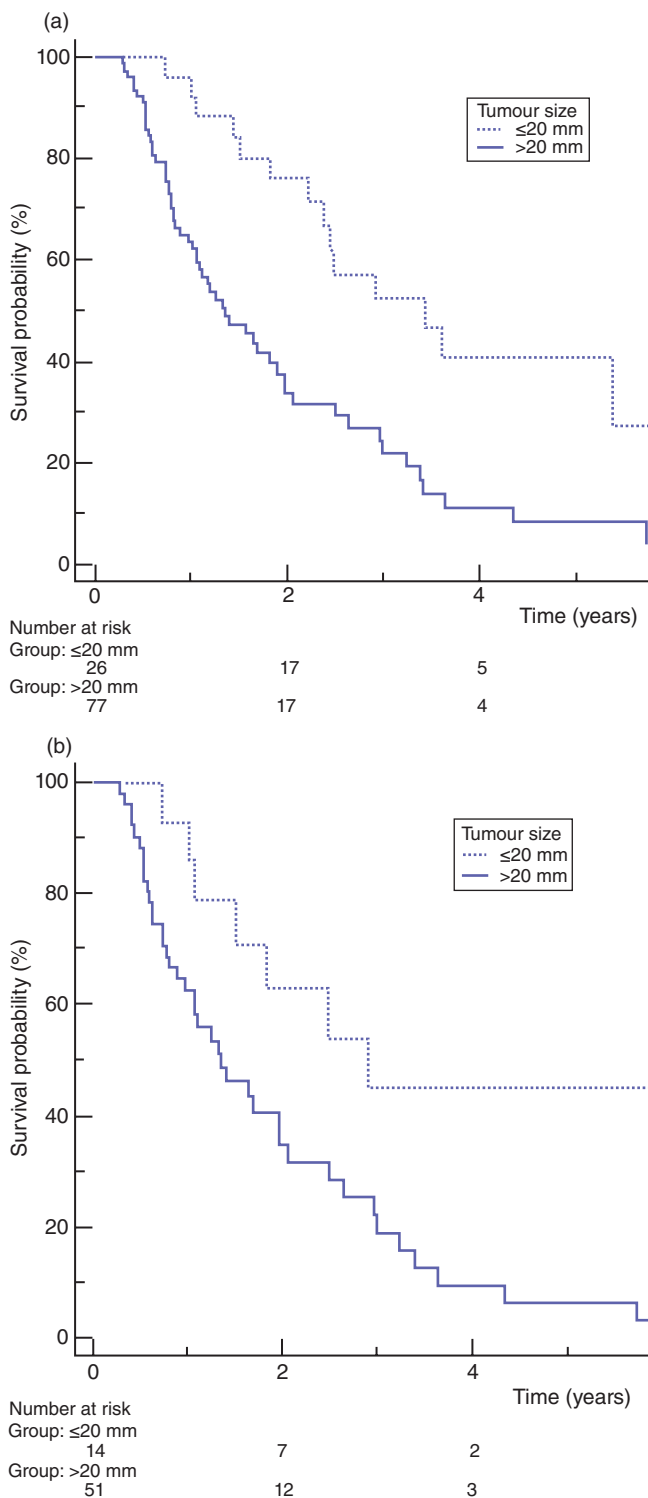 (a)
100
80
60
40
20
0
Survival probability (%)
Tumour size
≤20 mm
>20 mm
0 2 4
Time (years)
Number at risk
Group: ≤20 mm
26 17 5
Group: >20 mm
77 17 4
(b)
100
80
60
40
20
0
Survival probability (%)
Tumour size
≤20 mm
>20 mm
0 2 4
Time (years)
Number at risk
Group: ≤20 mm
14 7 2
Group: >20 mm
51 12 3